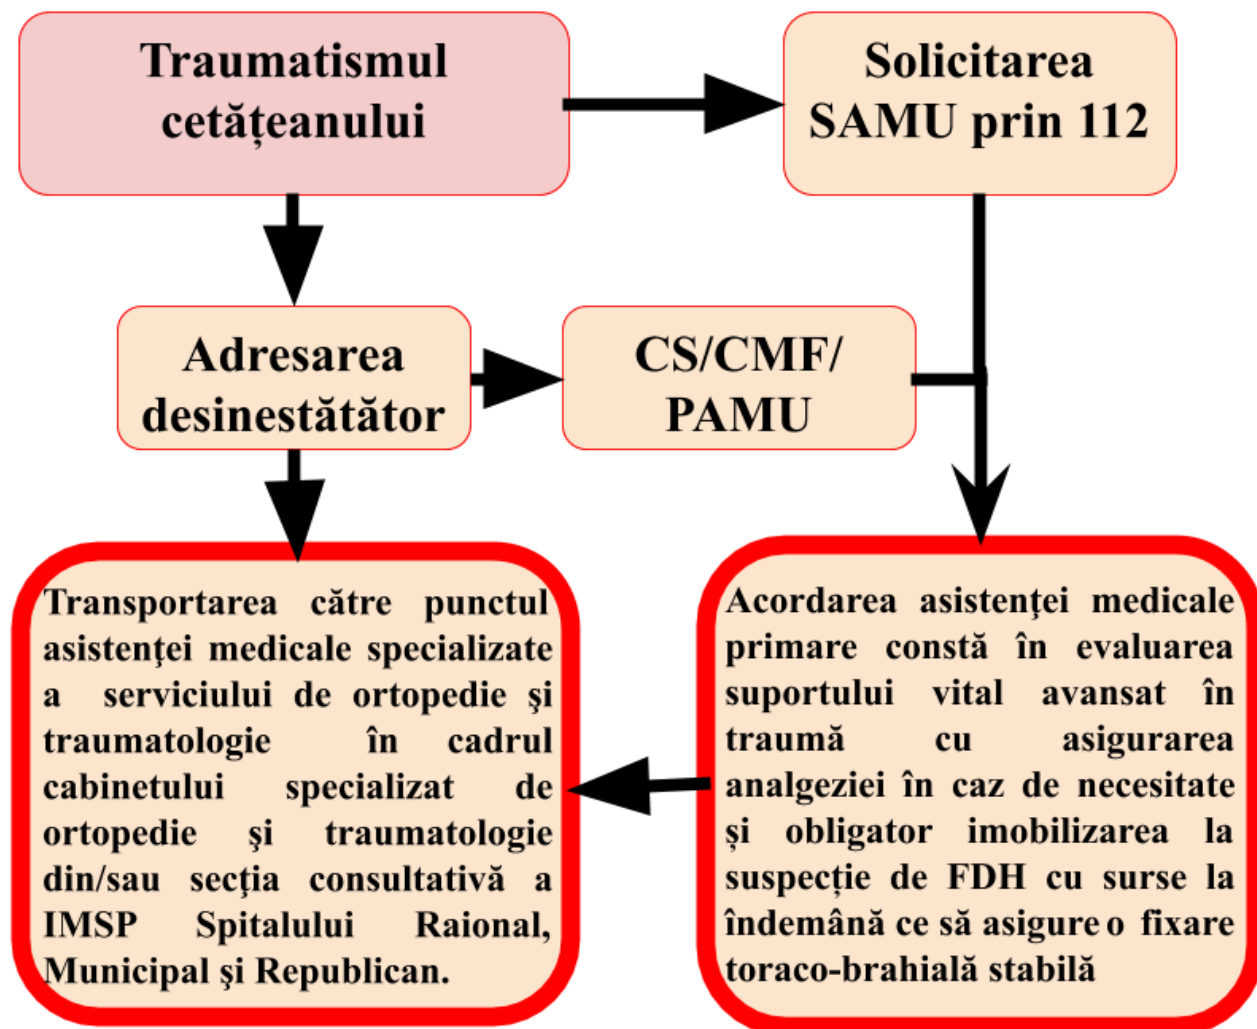 Traumatismul
cetățeanului
Solicitarea
SAMU prin 112
Adresarea
desinestătător
CS/CMF/
PAMU
Transportarea către punctul
asistenţei medicale specializate
a serviciului de ortopedie şi
traumatologie în cadrul
cabinetului specializat de
ortopedie şi traumatologie
din/sau secţia consultativă a
IMSP Spitalului Raional,
Municipal şi Republican.
Acordarea asistenţei medicale
primare constă în evaluarea
suportului vital avansat în
traumă cu asigurarea
analgeziei în caz de necesitate
și obligator imobilizarea la
suspecție de FDH cu surse la
îndemână ce să asigure o fixare
toraco-brahială stabilă